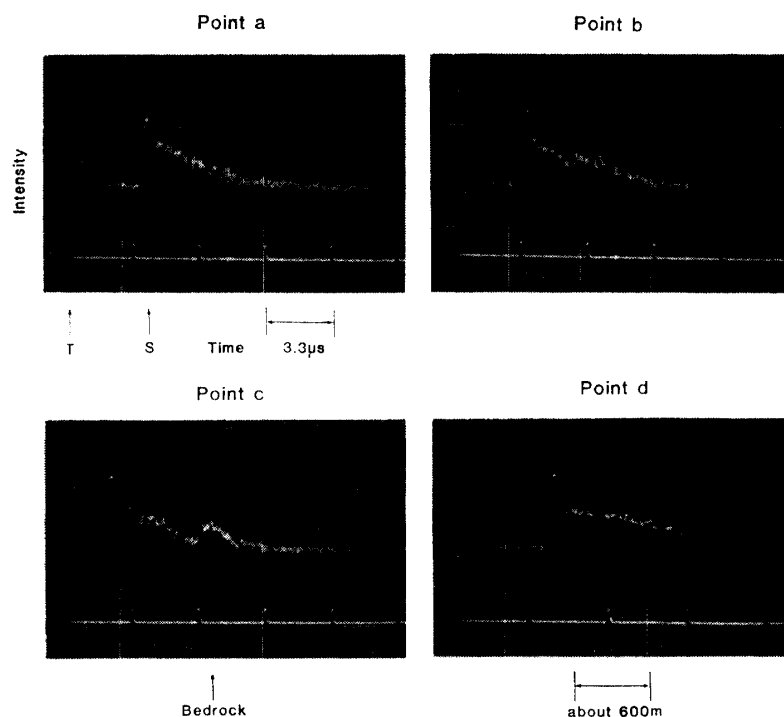 Point a
Point b
Intensity
T
S
Time
3.3µs
Point c
Point d
Bedrock
about 600m